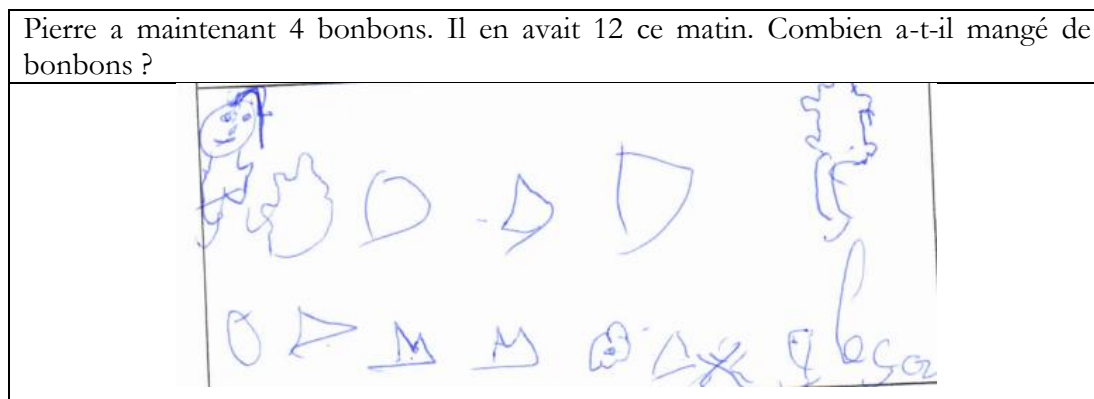 Pierre a maintenant 4 bonbons. Il en avait 12 ce matin. Combien a-t-il mangé de
bonbons ?